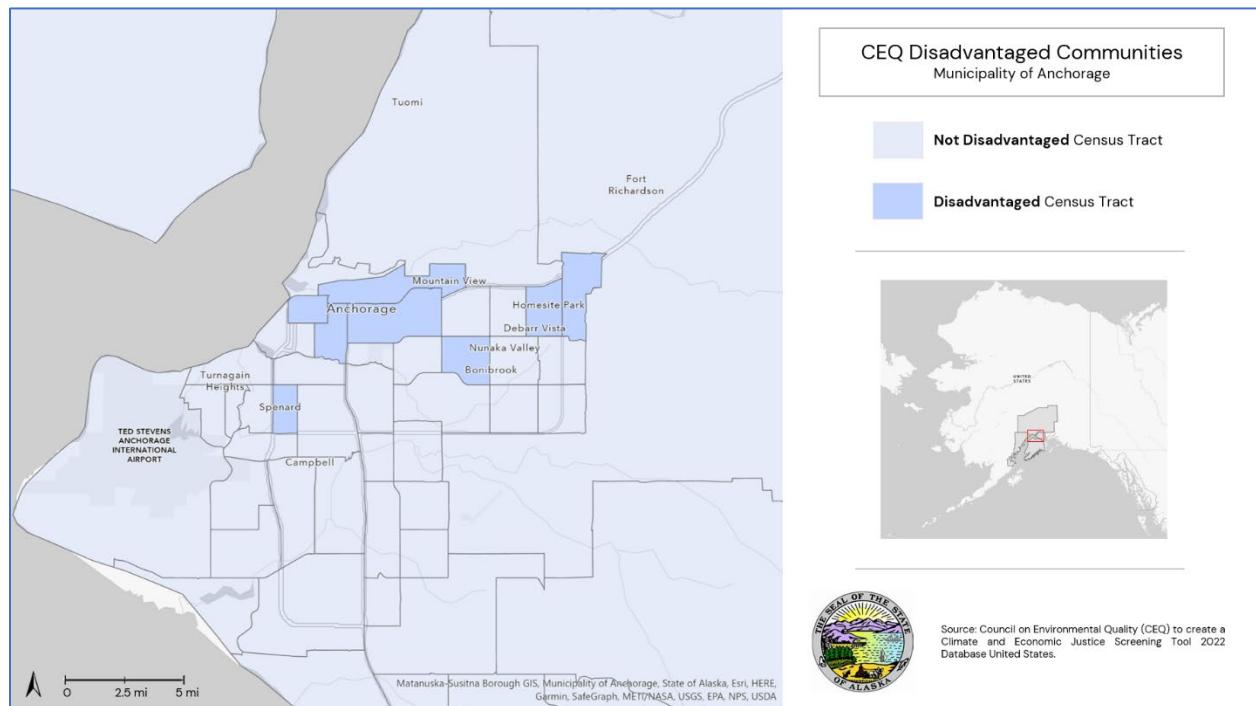 CEQ Disadvantaged Communities
Municipality of Anchorage
Not Disadvantaged Census Tract
Disadvantaged Census Tract
Tuomi
Fort
Richardson
Mountain View
Anchorage
Homesite Park
Debarr Vista
Nunaka Valley
Bonibrook
Turnagain
Heights
Spenard
TED STEVENS
ANCHORAGE
INTERNATIONAL
AIRPORT
Campbell
0 2.5 mi 5 mi
Matanuska-Susitna Borough GIS, Municipality of Anchorage, State of Alaska, Esri, HERE,
Garmin, SafeGraph, METI/NASA, USGS, EPA, NPS, USDA
UNITED
STATES
THE SEAL OF THE STATE
OF ALASKA
Source: Council on Environmental Quality (CEQ) to create a
Climate and Economic Justice Screening Tool 2022
Database United States.